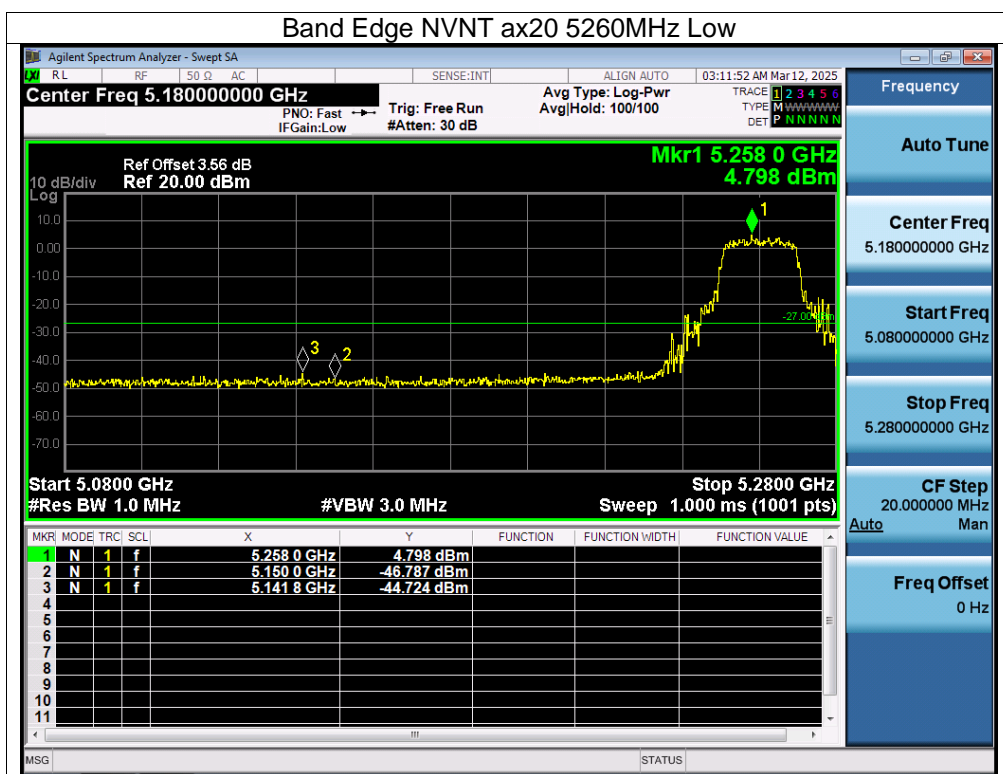 Band Edge NVNT ax20 5260MHz Low
Agilent Spectrum Analyzer - Swept SA
LXI RL RF 50 Ω AC SENSE:INT ALIGN AUTO 03:11:52 AM Mar 12, 2025
Center Freq 5.180000000 GHz
PNO: Fast
IFGain:Low
Trig: Free Run
#Atten: 30 dB
Avg Type: Log-Pwr
Avg|Hold: 100/100
TRACE 1 2 3 4 5 6
TYPE M WWWWW
DET P N N N N N
Ref Offset 3.56 dB
10 dB/div Ref 20.00 dBm
Log
Mkr1 5.258 0 GHz
4.798 dBm
10.0
0.00
-10.0
-20.0
-30.0
-40.0
-50.0
-60.0
-70.0
1
-27.00 dBm
3
2
Start 5.0800 GHz Stop 5.2800 GHz
#Res BW 1.0 MHz #VBW 3.0 MHz Sweep 1.000 ms (1001 pts)
MKR MODE TRC SCL X Y FUNCTION FUNCTION WIDTH FUNCTION VALUE
1 N 1 f 5.258 0 GHz 4.798 dBm
2 N 1 f 5.150 0 GHz -46.787 dBm
3 N 1 f 5.141 8 GHz -44.724 dBm
4
5
6
7
8
9
10
11
MSG STATUS
Frequency
Auto Tune
Center Freq
5.180000000 GHz
Start Freq
5.080000000 GHz
Stop Freq
5.280000000 GHz
CF Step
20.000000 MHz
Auto Man
Freq Offset
0 Hz